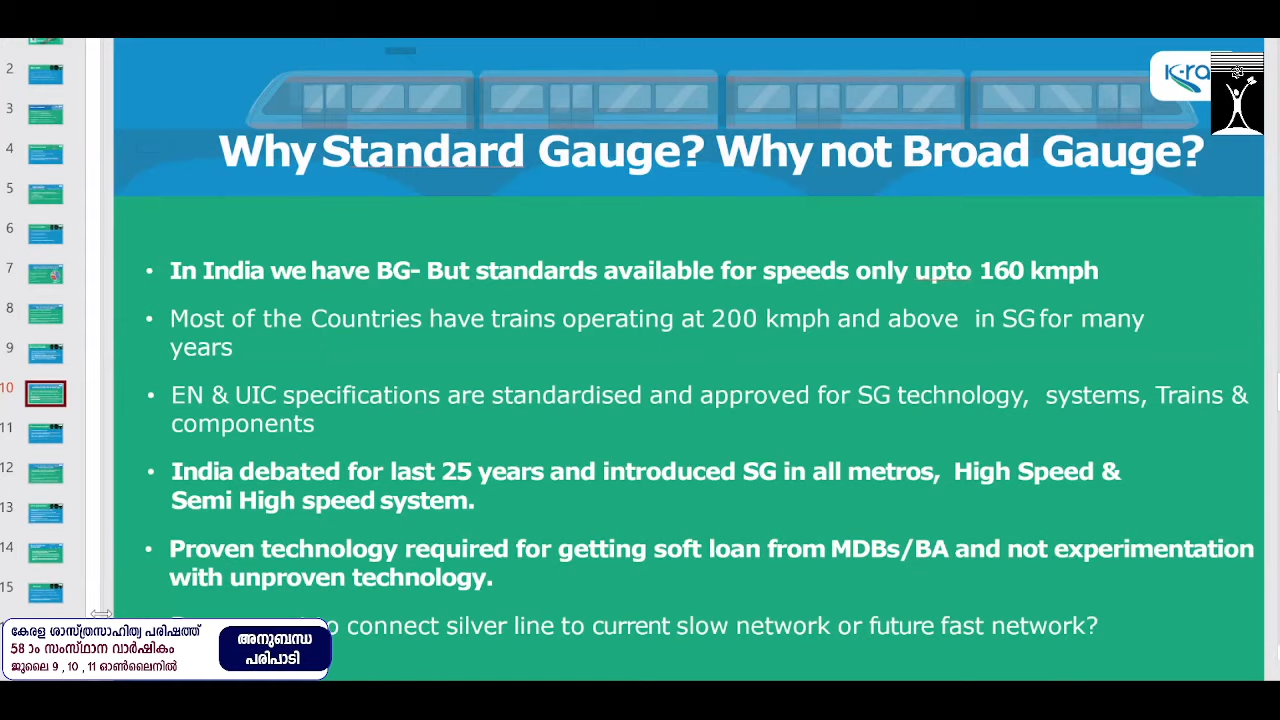 K-ra
Why Standard Gauge? Why not Broad Gauge?
2
3
4
5
6
7
8
9
10
11
12
13
14
15
• In India we have BG- But standards available for speeds only upto 160 kmph
• Most of the Countries have trains operating at 200 kmph and above in SG for many
years
• EN & UIC specifications are standardised and approved for SG technology, systems, Trains &
components
• India debated for last 25 years and introduced SG in all metros, High Speed &
Semi High speed system.
• Proven technology required for getting soft loan from MDBs/BA and not experimentation
with unproven technology.
to connect silver line to current slow network or future fast network?
കേരള ശാസ്ത്രസാഹിത്യ പരിഷത്ത്
58 ാം സംസ്ഥാന വാർഷികം
ജൂലൈ 9 , 10 , 11 ഓൺലൈനിൽ
അനുബന്ധ
പരിപാടി